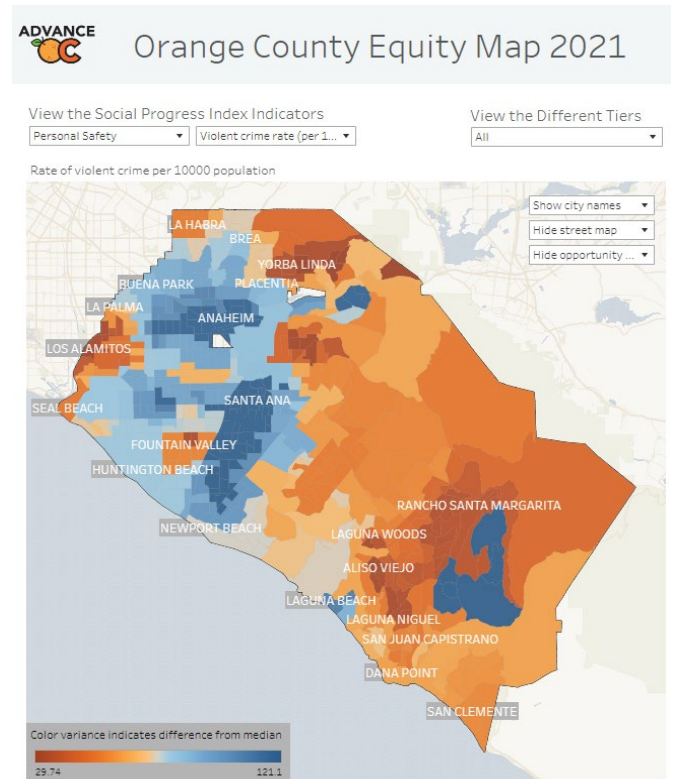 ADVANCE
OC
Orange County Equity Map 2021
View the Social Progress Index Indicators
View the Different Tiers
Personal Safety
Violent crime rate (per 1...
All
Rate of violent crime per 10000 population
Show city names
Hide street map
Hide opportunity ...
LA HABRA
BREA
YORBA LINDA
BUENA PARK
PLACENTIA
LA PALMA
ANAHEIM
LOS ALAMITOS
SANTA ANA
SEAL BEACH
FOUNTAIN VALLEY
HUNTINGTON BEACH
RANCHO SANTA MARGARITA
NEWPORT BEACH
LAGUNA WOODS
ALISO VIEJO
LAGUNA BEACH
LAGUNA NIGUEL
SAN JUAN CAPISTRANO
DANA POINT
SAN CLEMENTE
Color variance indicates difference from median
29.74
121.1